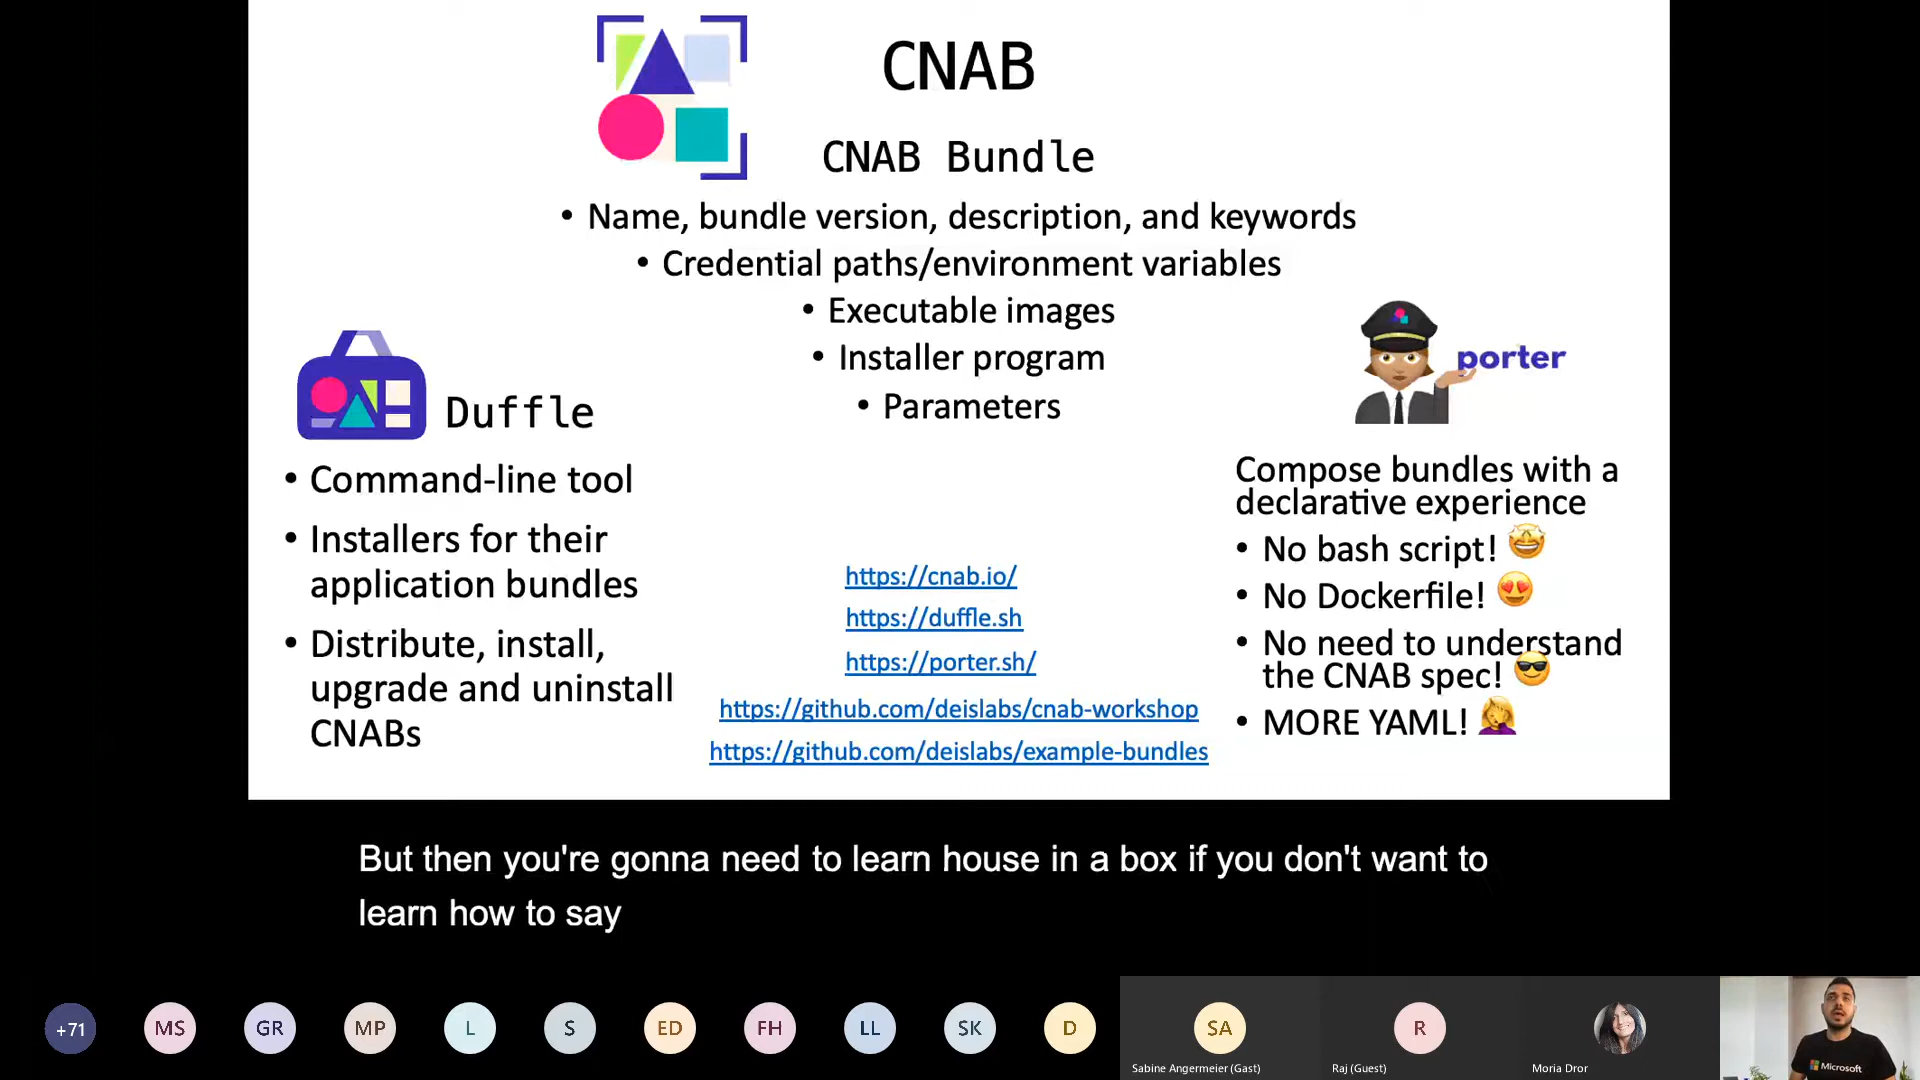 CNAB
CNAB Bundle
• Name, bundle version, description, and keywords
• Credential paths/environment variables
• Executable images
• Installer program
• Parameters
Duffle
• Command-line tool
• Installers for their
application bundles
• Distribute, install,
upgrade and uninstall
CNABs
https://cnab.io/
https://duffle.sh
https://porter.sh/
https://github.com/deislabs/cnab-workshop
https://github.com/deislabs/example-bundles
porter
Compose bundles with a
declarative experience
• No bash script! 🤩
• No Dockerfile! 😍
• No need to understand
the CNAB spec! 😎
• MORE YAML! 🤦‍♀️
But then you're gonna need to learn house in a box if you don't want to
learn how to say
+71
MS
GR
MP
L
S
ED
FH
LL
SK
D
SA
Sabine Angermeier (Gast)
R
Raj (Guest)
Moria Dror
Microsoft